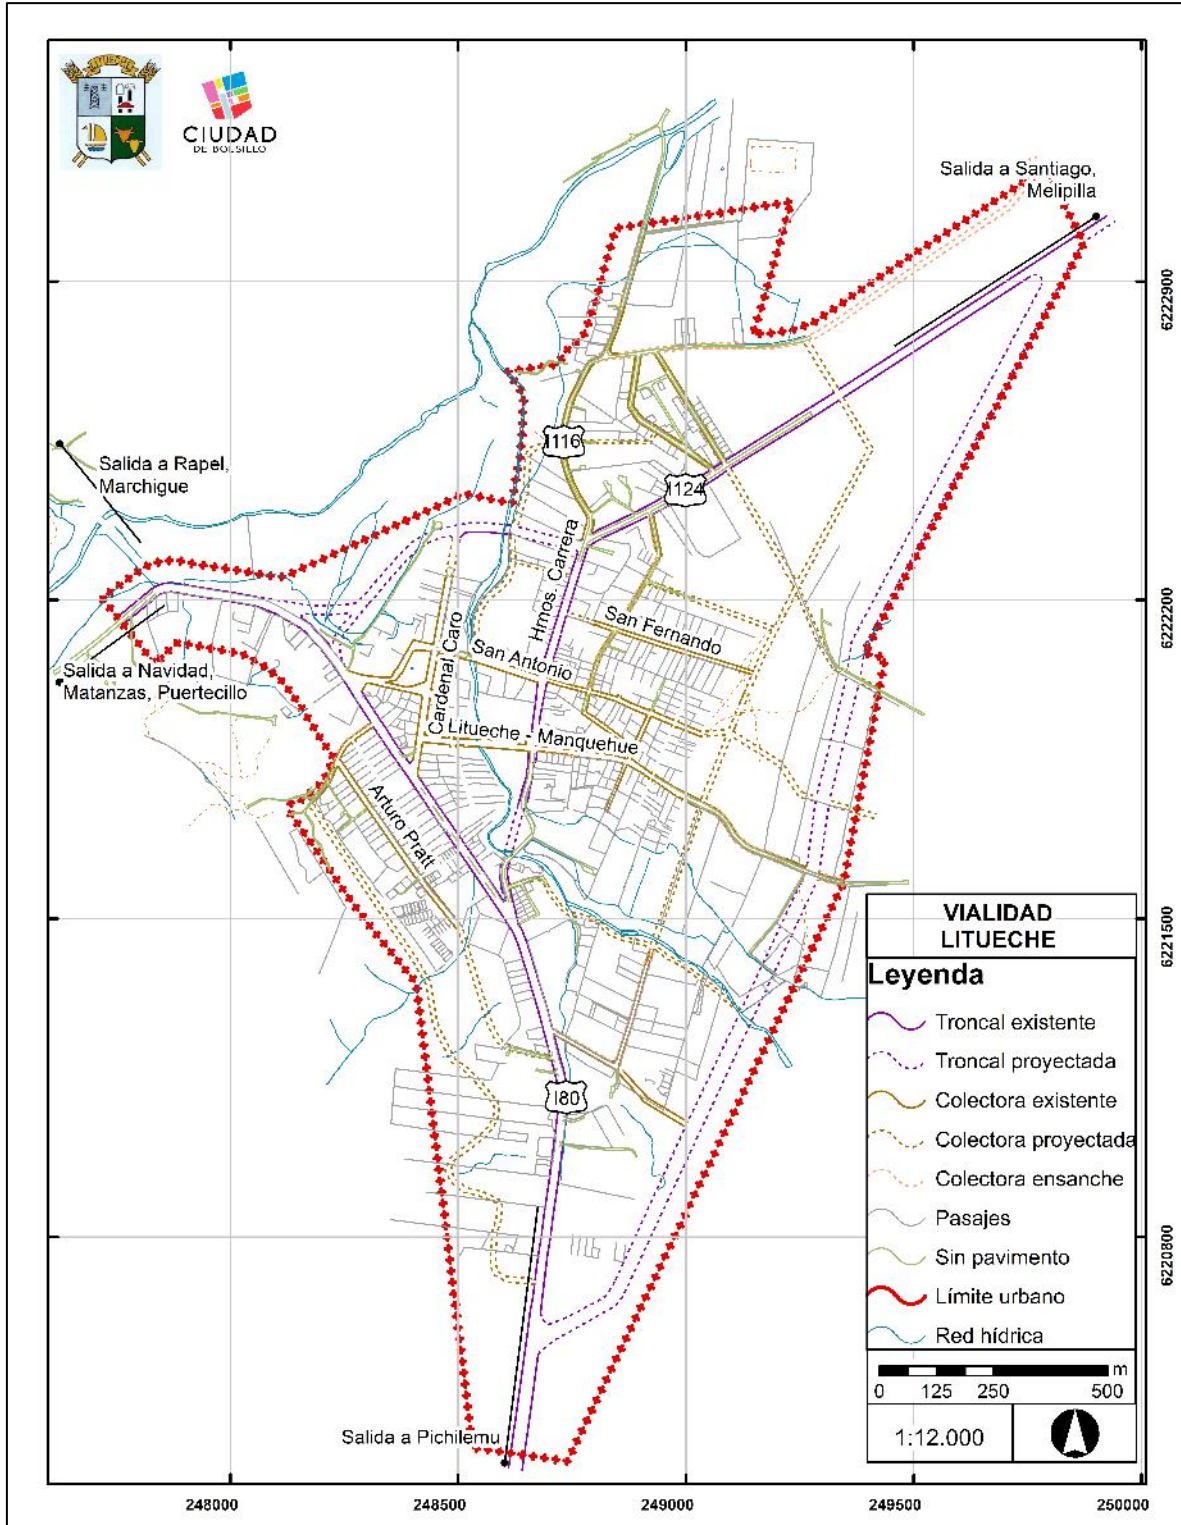 LITUECHE
CIUDAD
DE BOLSILLO
Salida a Santiago,
Melipilla
6222900
I116
Salida a Rapel,
Marchigue
I124
Hmos. Carrera
6222200
San Fernando
Cardenal Caro
San Antonio
Salida a Navidad,
Matanzas, Puertecillo
Litueche - Manquehue
Arturo Pratt
6221500
VIALIDAD
LITUECHE
Leyenda
Troncal existente
Troncal proyectada
Colectora existente
Colectora proyectada
Colectora ensanche
Pasajes
Sin pavimento
Límite urbano
Red hídrica
I80
6220800
m
0 125 250 500
1:12.000
Salida a Pichilemu
248000 248500 249000 249500 250000